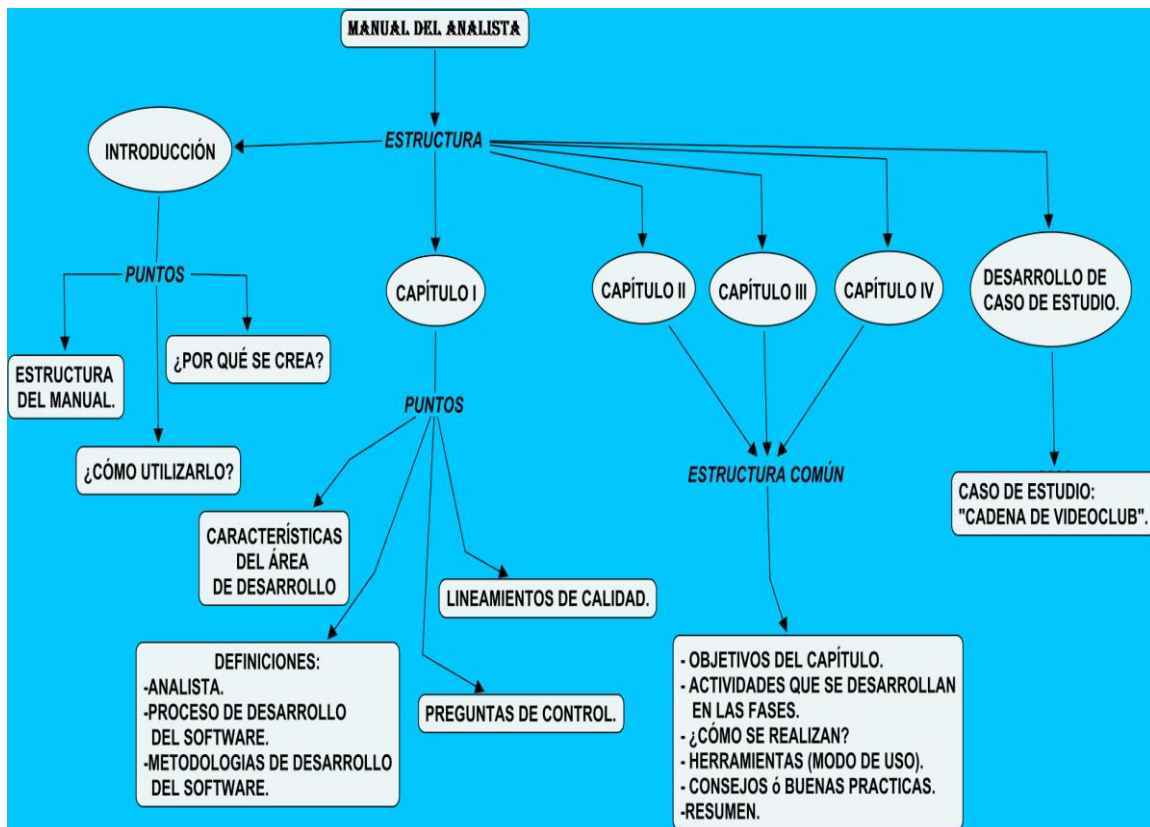 MANUAL DEL ANALISTA
ESTRUCTURA
INTRODUCCIÓN
PUNTOS
ESTRUCTURA
DEL MANUAL.
¿POR QUÉ SE CREA?
¿CÓMO UTILIZARLO?
CAPÍTULO I
PUNTOS
CARACTERÍSTICAS
DEL ÁREA
DE DESARROLLO
DEFINICIONES:
-ANALISTA.
-PROCESO DE DESARROLLO
DEL SOFTWARE.
-METODOLOGIAS DE DESARROLLO
DEL SOFTWARE.
LINEAMIENTOS DE CALIDAD.
PREGUNTAS DE CONTROL.
CAPÍTULO II
CAPÍTULO III
CAPÍTULO IV
ESTRUCTURA COMÚN
- OBJETIVOS DEL CAPÍTULO.
- ACTIVIDADES QUE SE DESARROLLAN
EN LAS FASES.
- ¿CÓMO SE REALIZAN?
- HERRAMIENTAS (MODO DE USO).
- CONSEJOS ó BUENAS PRACTICAS.
-RESUMEN.
DESARROLLO DE
CASO DE ESTUDIO.
CASO DE ESTUDIO:
"CADENA DE VIDEOCLUB".